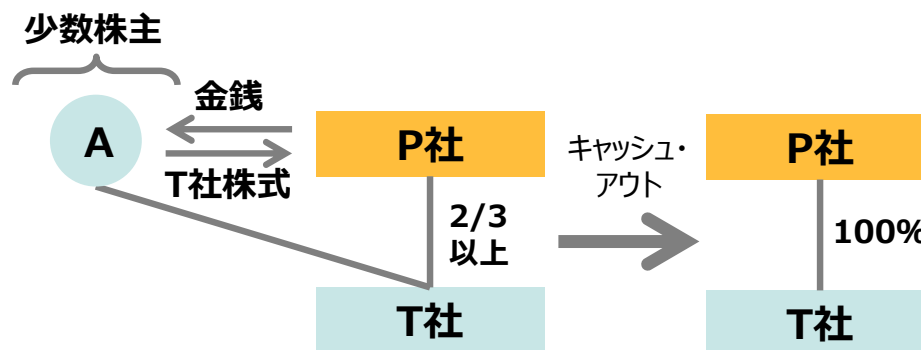 少数株主
金銭
A
T社株式
P社
2/3
以上
T社
キャッシュ・
アウト
P社
100%
T社